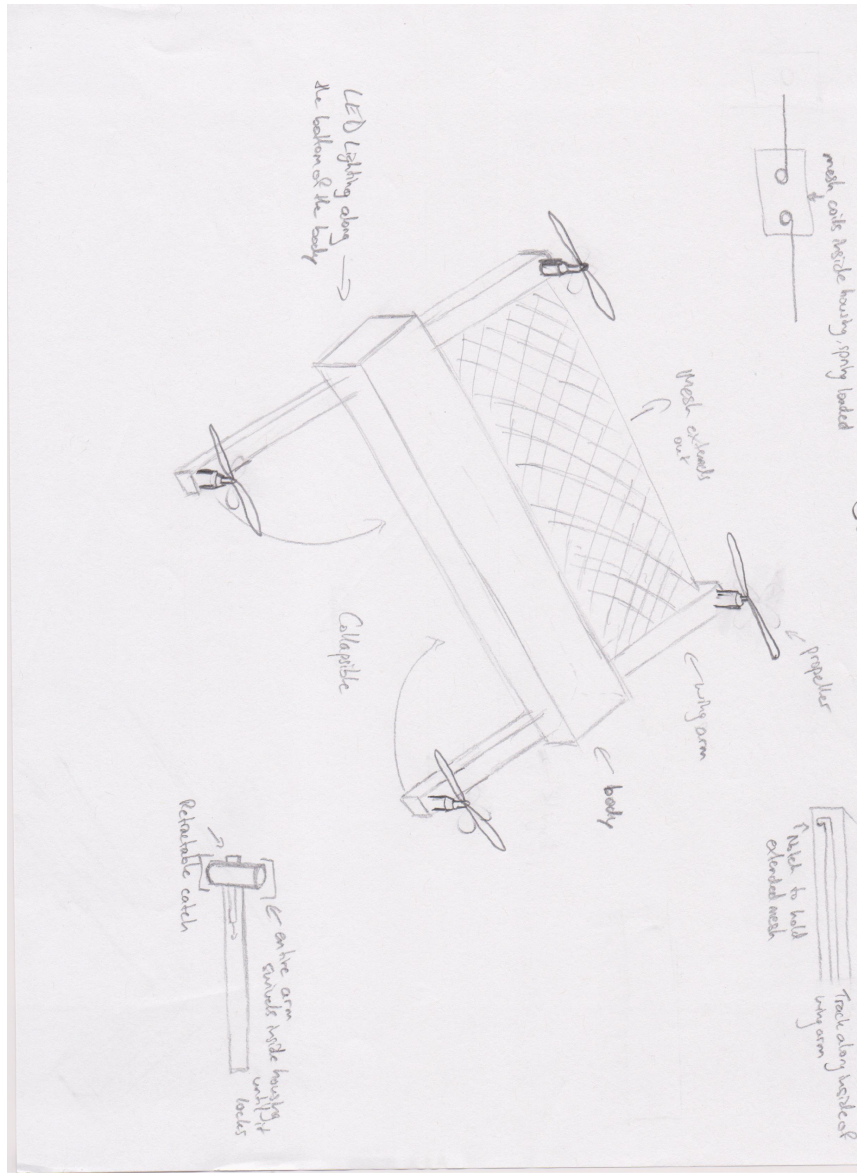 mesh coils inside housing, spring loaded
LED Lighting along
the bottom of the body
Mesh extends
out
propeller
wing arm
body
Collapsible
Notch to hold
extended mesh
Track along inside of
wing arm
Retractable catch
entire arm
swivels inside housing
until it
locks